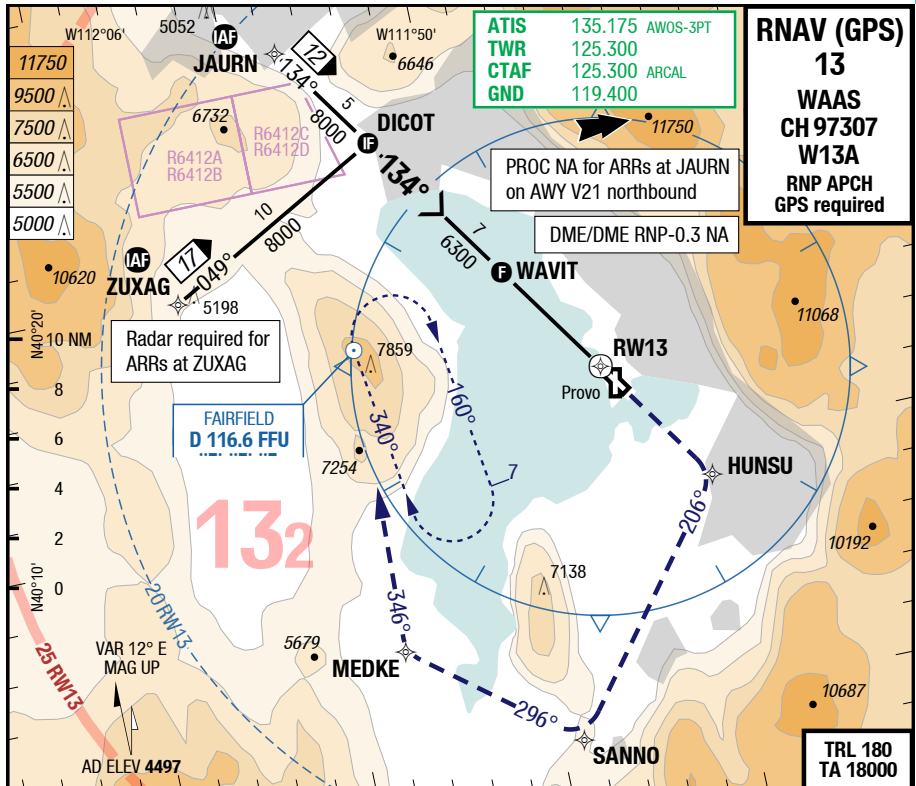 W112°06'
5052
IAF
JAURN
12
134°
5
8000
W111°50'
6646
ATIS 135.175 AWOS-3PT
TWR 125.300
CTAF 125.300 ARCAL
GND 119.400
RNAV (GPS)
13
WAAS
CH 97307
W13A
RNP APCH
GPS required
11750
9500
7500
6500
5500
5000
6732
R6412A
R6412B
R6412C
R6412D
DICOT
IF
134°
11750
PROC NA for ARRs at JAURN
on AWY V21 northbound
DME/DME RNP-0.3 NA
10
8000
7
6300
IAF
ZUXAG
17
049°
5198
10620
F WAVIT
11068
N40°20'
10 NM
Radar required for
ARRs at ZUXAG
7859
RW13
Provo
8
6
4
2
0
FAIRFIELD
D 116.6 FFU
160°
340°
7254
7
HUNSU
206°
132
10192
N40°10'
20 RW13
346°
7138
5679
MEDKE
25 RW13
VAR 12° E
MAG UP
296°
10687
SANNO
AD ELEV 4497
TRL 180
TA 18000